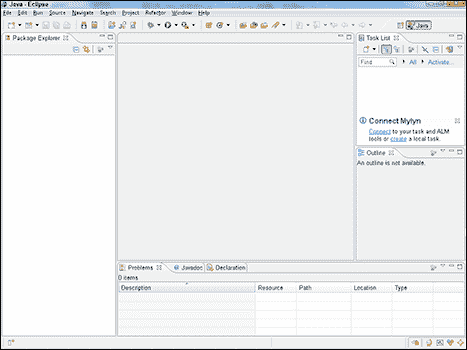 Java - Eclipse
File Edit Run Source Navigate Search Project Refactor Window Help
Java
Package Explorer
Task List
Find All Activate...
Connect Mylyn
Connect to your task and ALM
tools or create a local task.
Outline
An outline is not available.
Problems Javadoc Declaration
0 items
Description Resource Path Location Type